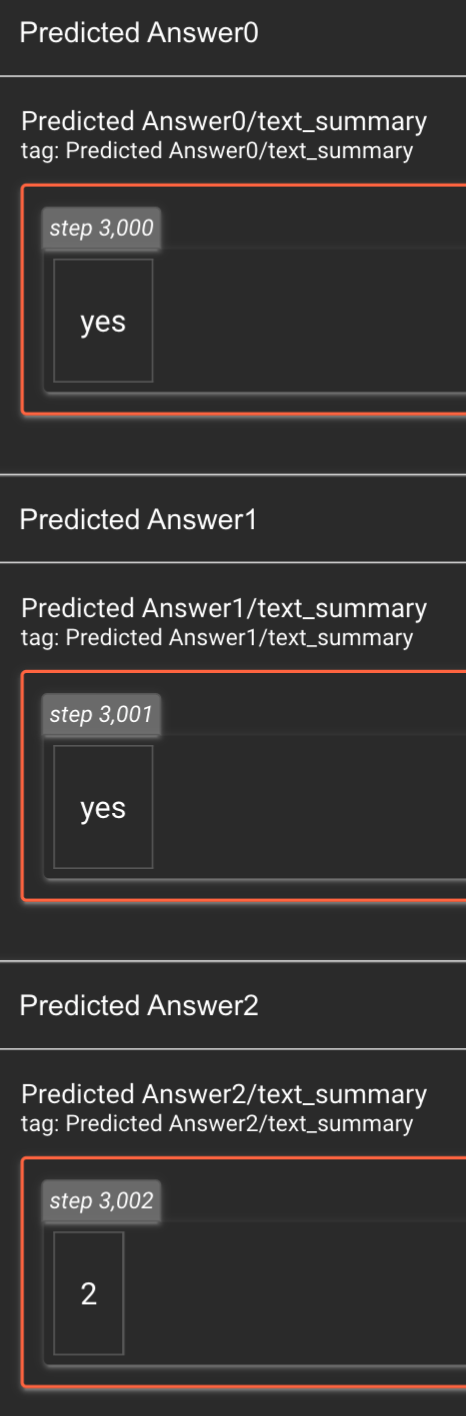 Predicted Answer0
Predicted Answer0/text_summary
tag: Predicted Answer0/text_summary
step 3,000
yes
Predicted Answer1
Predicted Answer1/text_summary
tag: Predicted Answer1/text_summary
step 3,001
yes
Predicted Answer2
Predicted Answer2/text_summary
tag: Predicted Answer2/text_summary
step 3,002
2